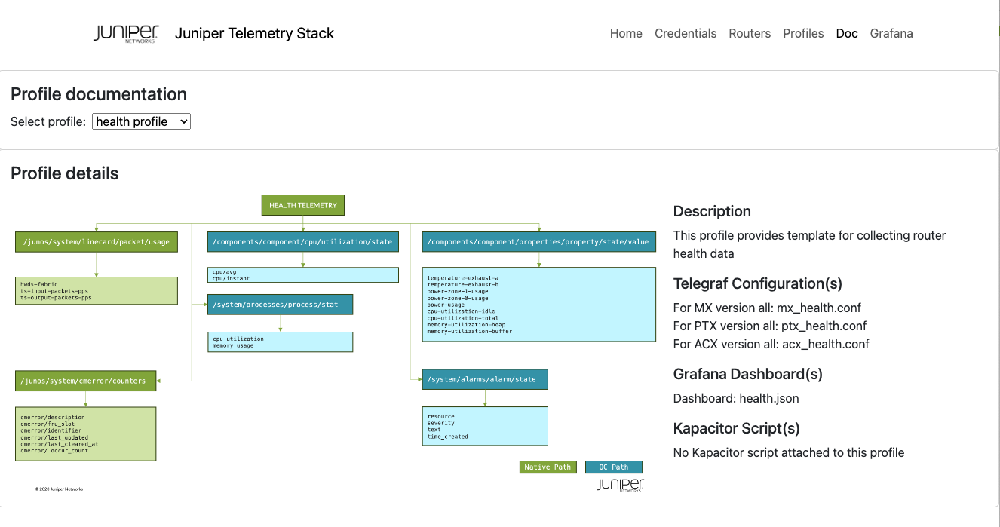 JUNIPER
NETWORKS
Juniper Telemetry Stack
Home Credentials Routers Profiles Doc Grafana
Profile documentation
Select profile: health profile
Profile details
HEALTH TELEMETRY
/junos/system/linecard/packet/usage
hwds-fabric
ts-input-packets-pps
ts-output-packets-pps
/components/component/cpu/utilization/state
cpu/avg
cpu/instant
/system/processes/process/stat
cpu-utilization
memory_usage
/components/component/properties/property/state/value
temperature-exhaust-a
temperature-exhaust-b
power-zone-1-usage
power-zone-0-usage
power-usage
cpu-utilization-idle
cpu-utilization-total
memory-utilization-heap
memory-utilization-buffer
/junos/system/cmerror/counters
cmerror/description
cmerror/fru_slot
cmerror/identifier
cmerror/last_updated
cmerror/last_cleared_at
cmerror/ occur_count
/system/alarms/alarm/state
resource
severity
text
time_created
Native Path
OC Path
JUNIPER
NETWORKS
© 2023 Juniper Networks
Description
This profile provides template for collecting router
health data
Telegraf Configuration(s)
For MX version all: mx_health.conf
For PTX version all: ptx_health.conf
For ACX version all: acx_health.conf
Grafana Dashboard(s)
Dashboard: health.json
Kapacitor Script(s)
No Kapacitor script attached to this profile